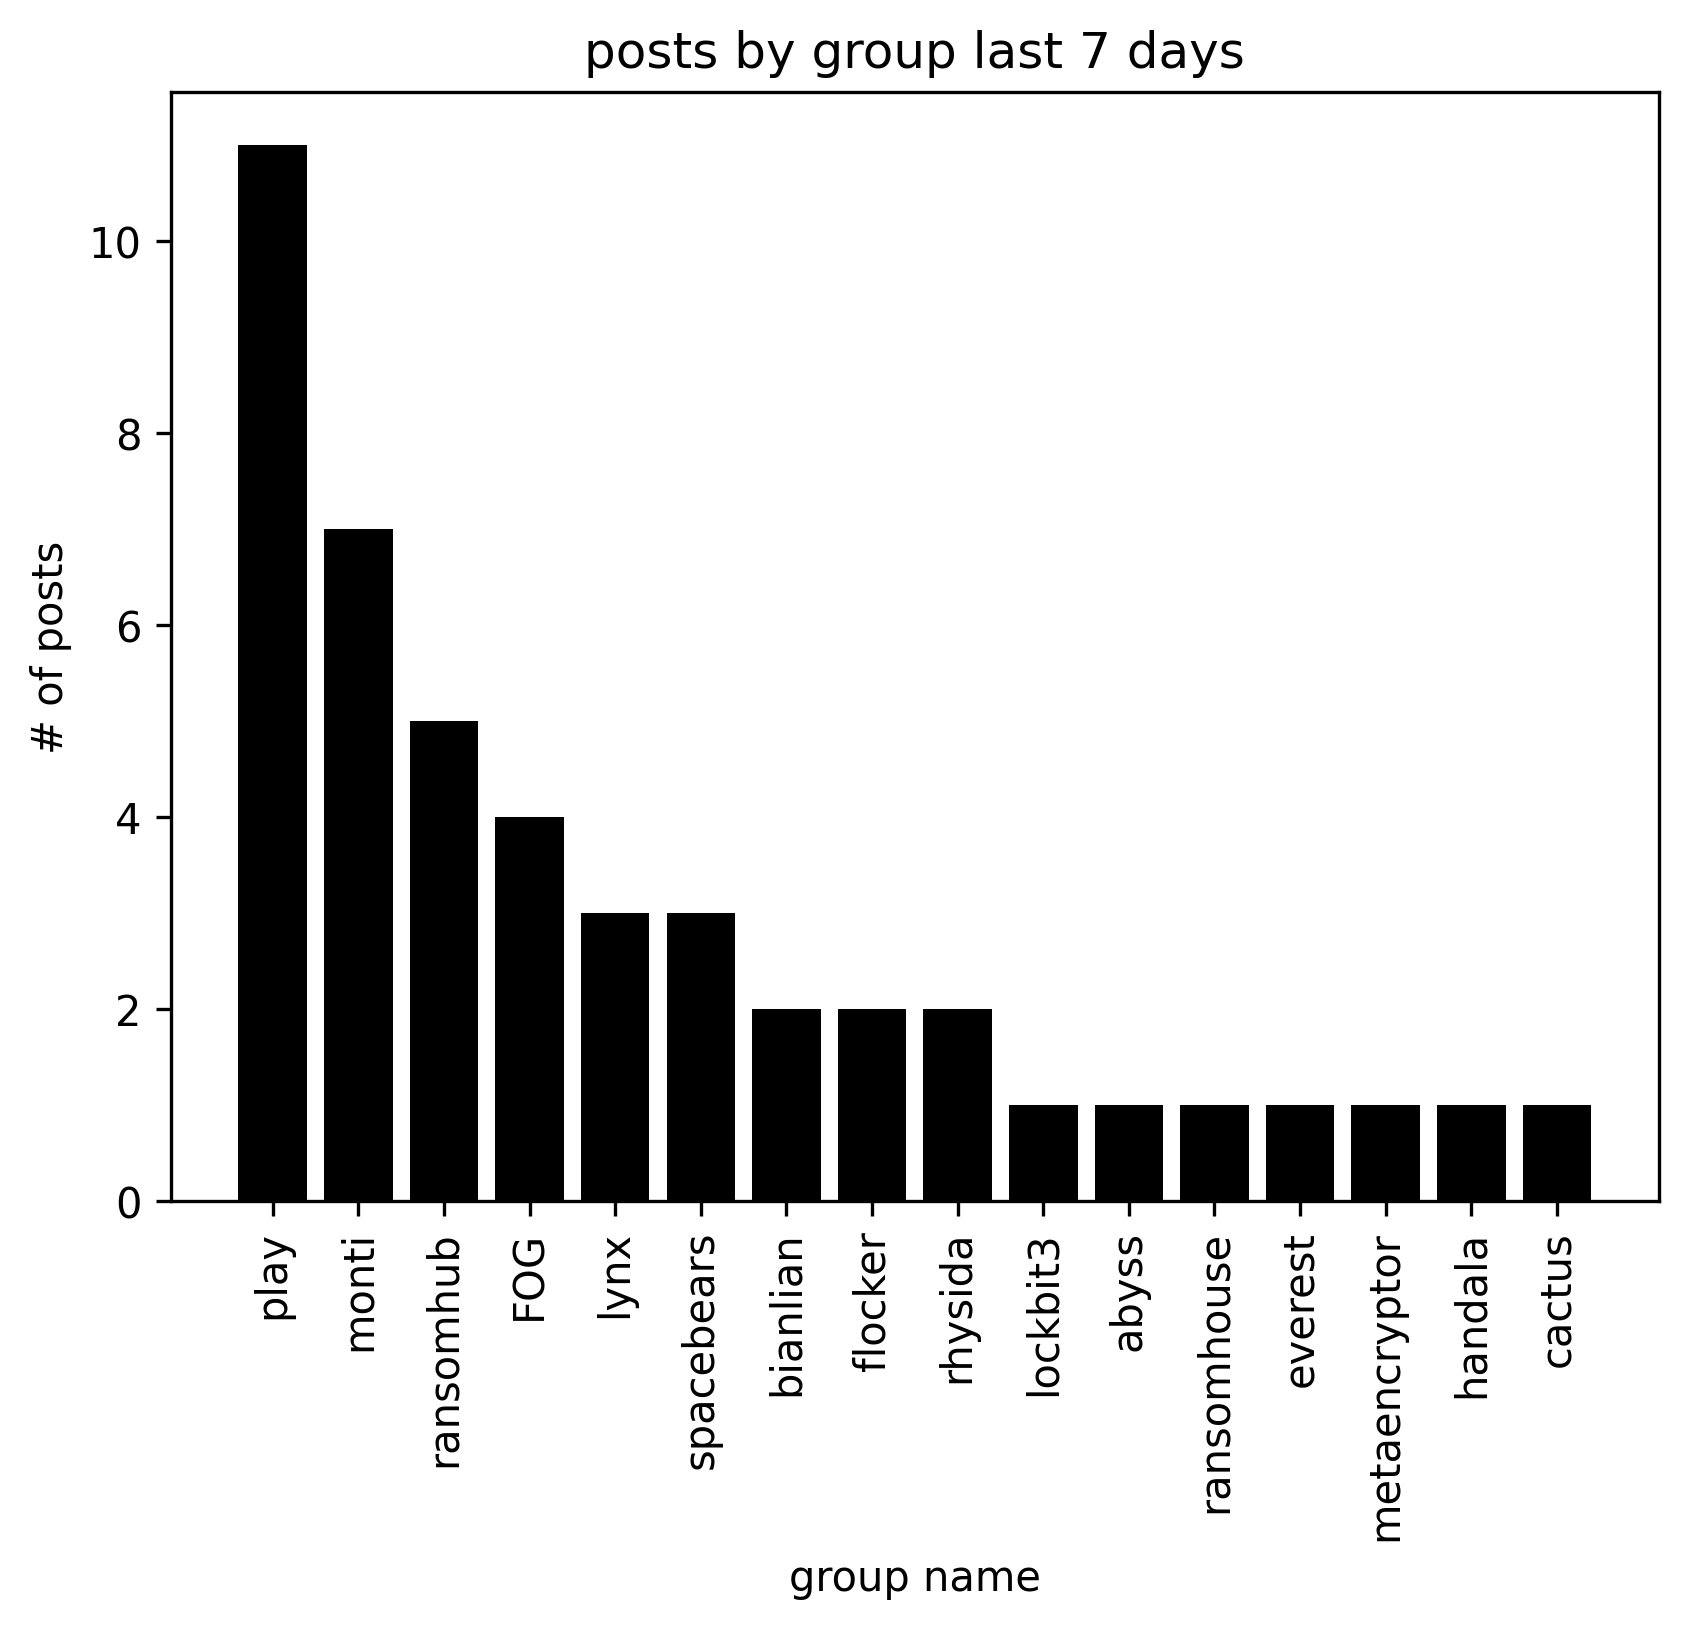 posts by group last 7 days
# of posts
10
8
6
4
2
0
play
monti
ransomhub
FOG
lynx
spacebears
bianlian
flocker
rhysida
lockbit3
abyss
ransomhouse
everest
metaencryptor
handala
cactus
group name